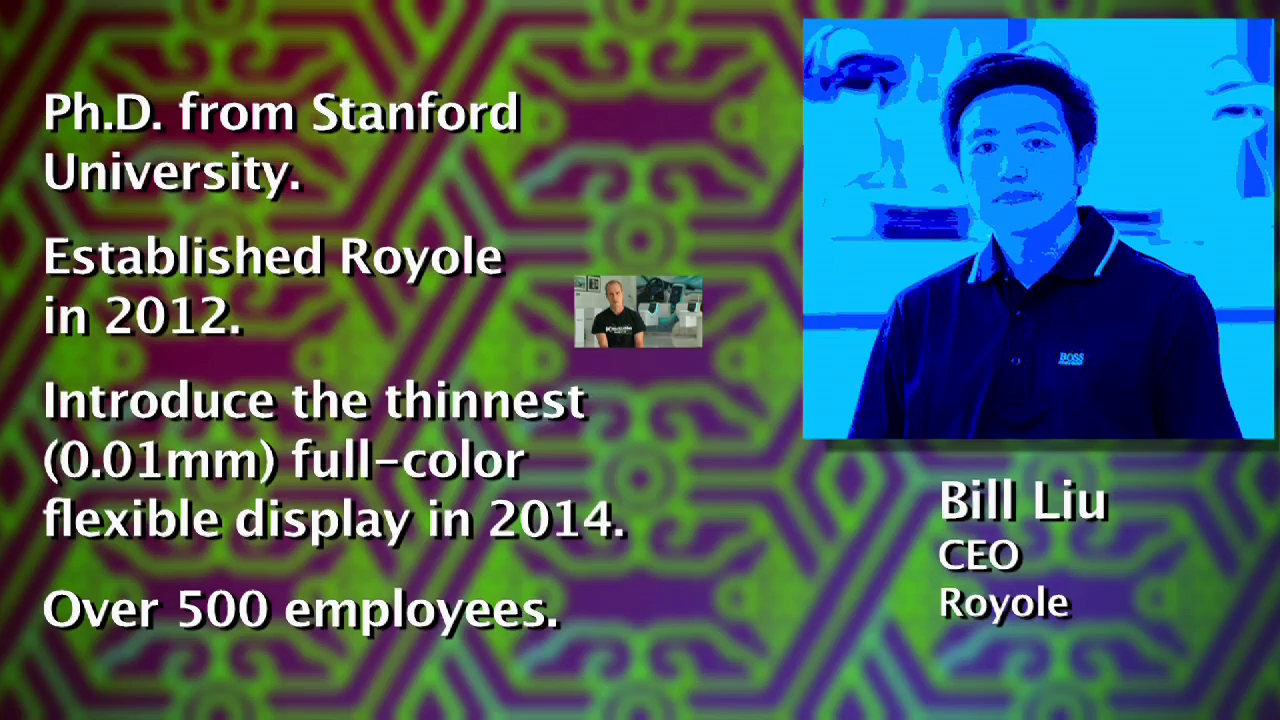 Ph.D. from Stanford
University.
Established Royole
in 2012.
Introduce the thinnest
(0.01mm) full-color
flexible display in 2014.
Over 500 employees.
BOSS
Bill Liu
CEO
Royole